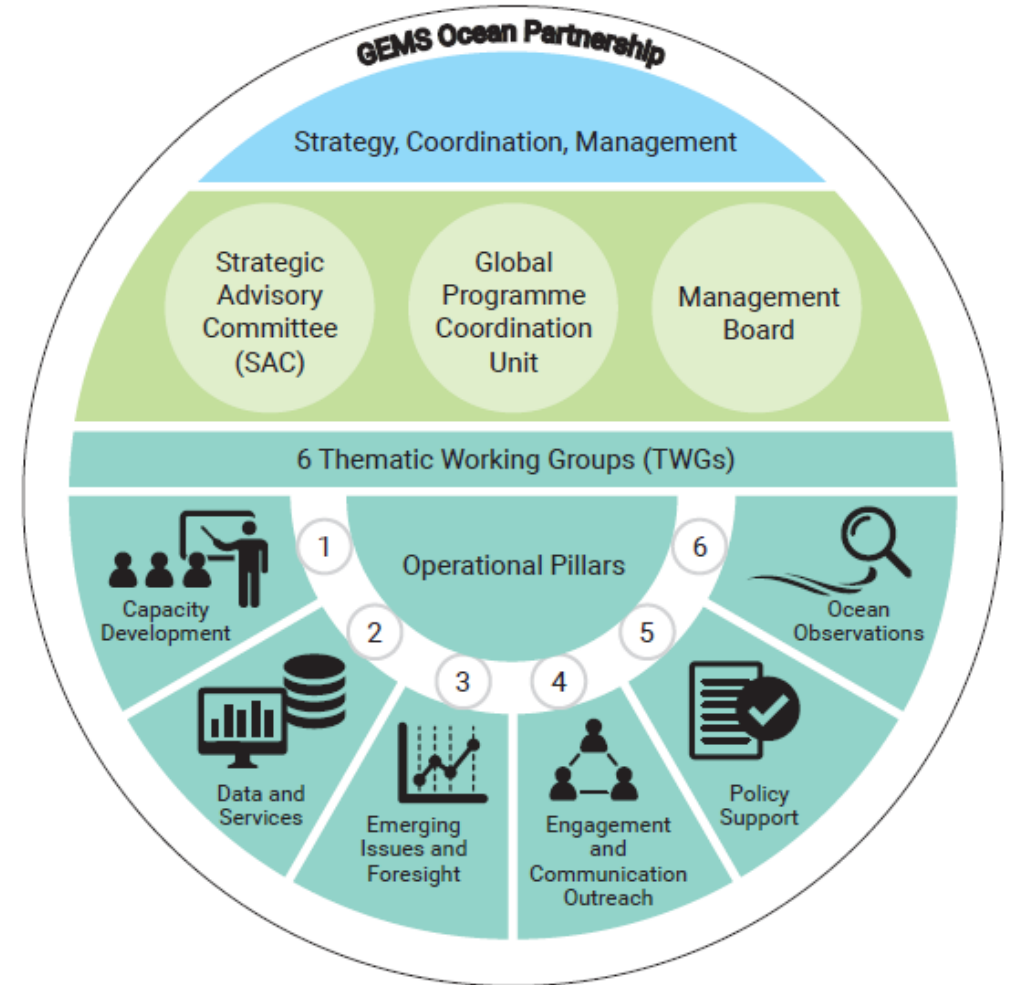 GEMS Ocean Partnership
Strategy, Coordination, Management
Strategic
Advisory
Committee
(SAC)
Global
Programme
Coordination
Unit
Management
Board
6 Thematic Working Groups (TWGs)
Operational Pillars
1
Capacity
Development
2
Data and
Services
3
Emerging
Issues and
Foresight
4
Engagement
and
Communication
Outreach
5
Policy
Support
6
Ocean
Observations